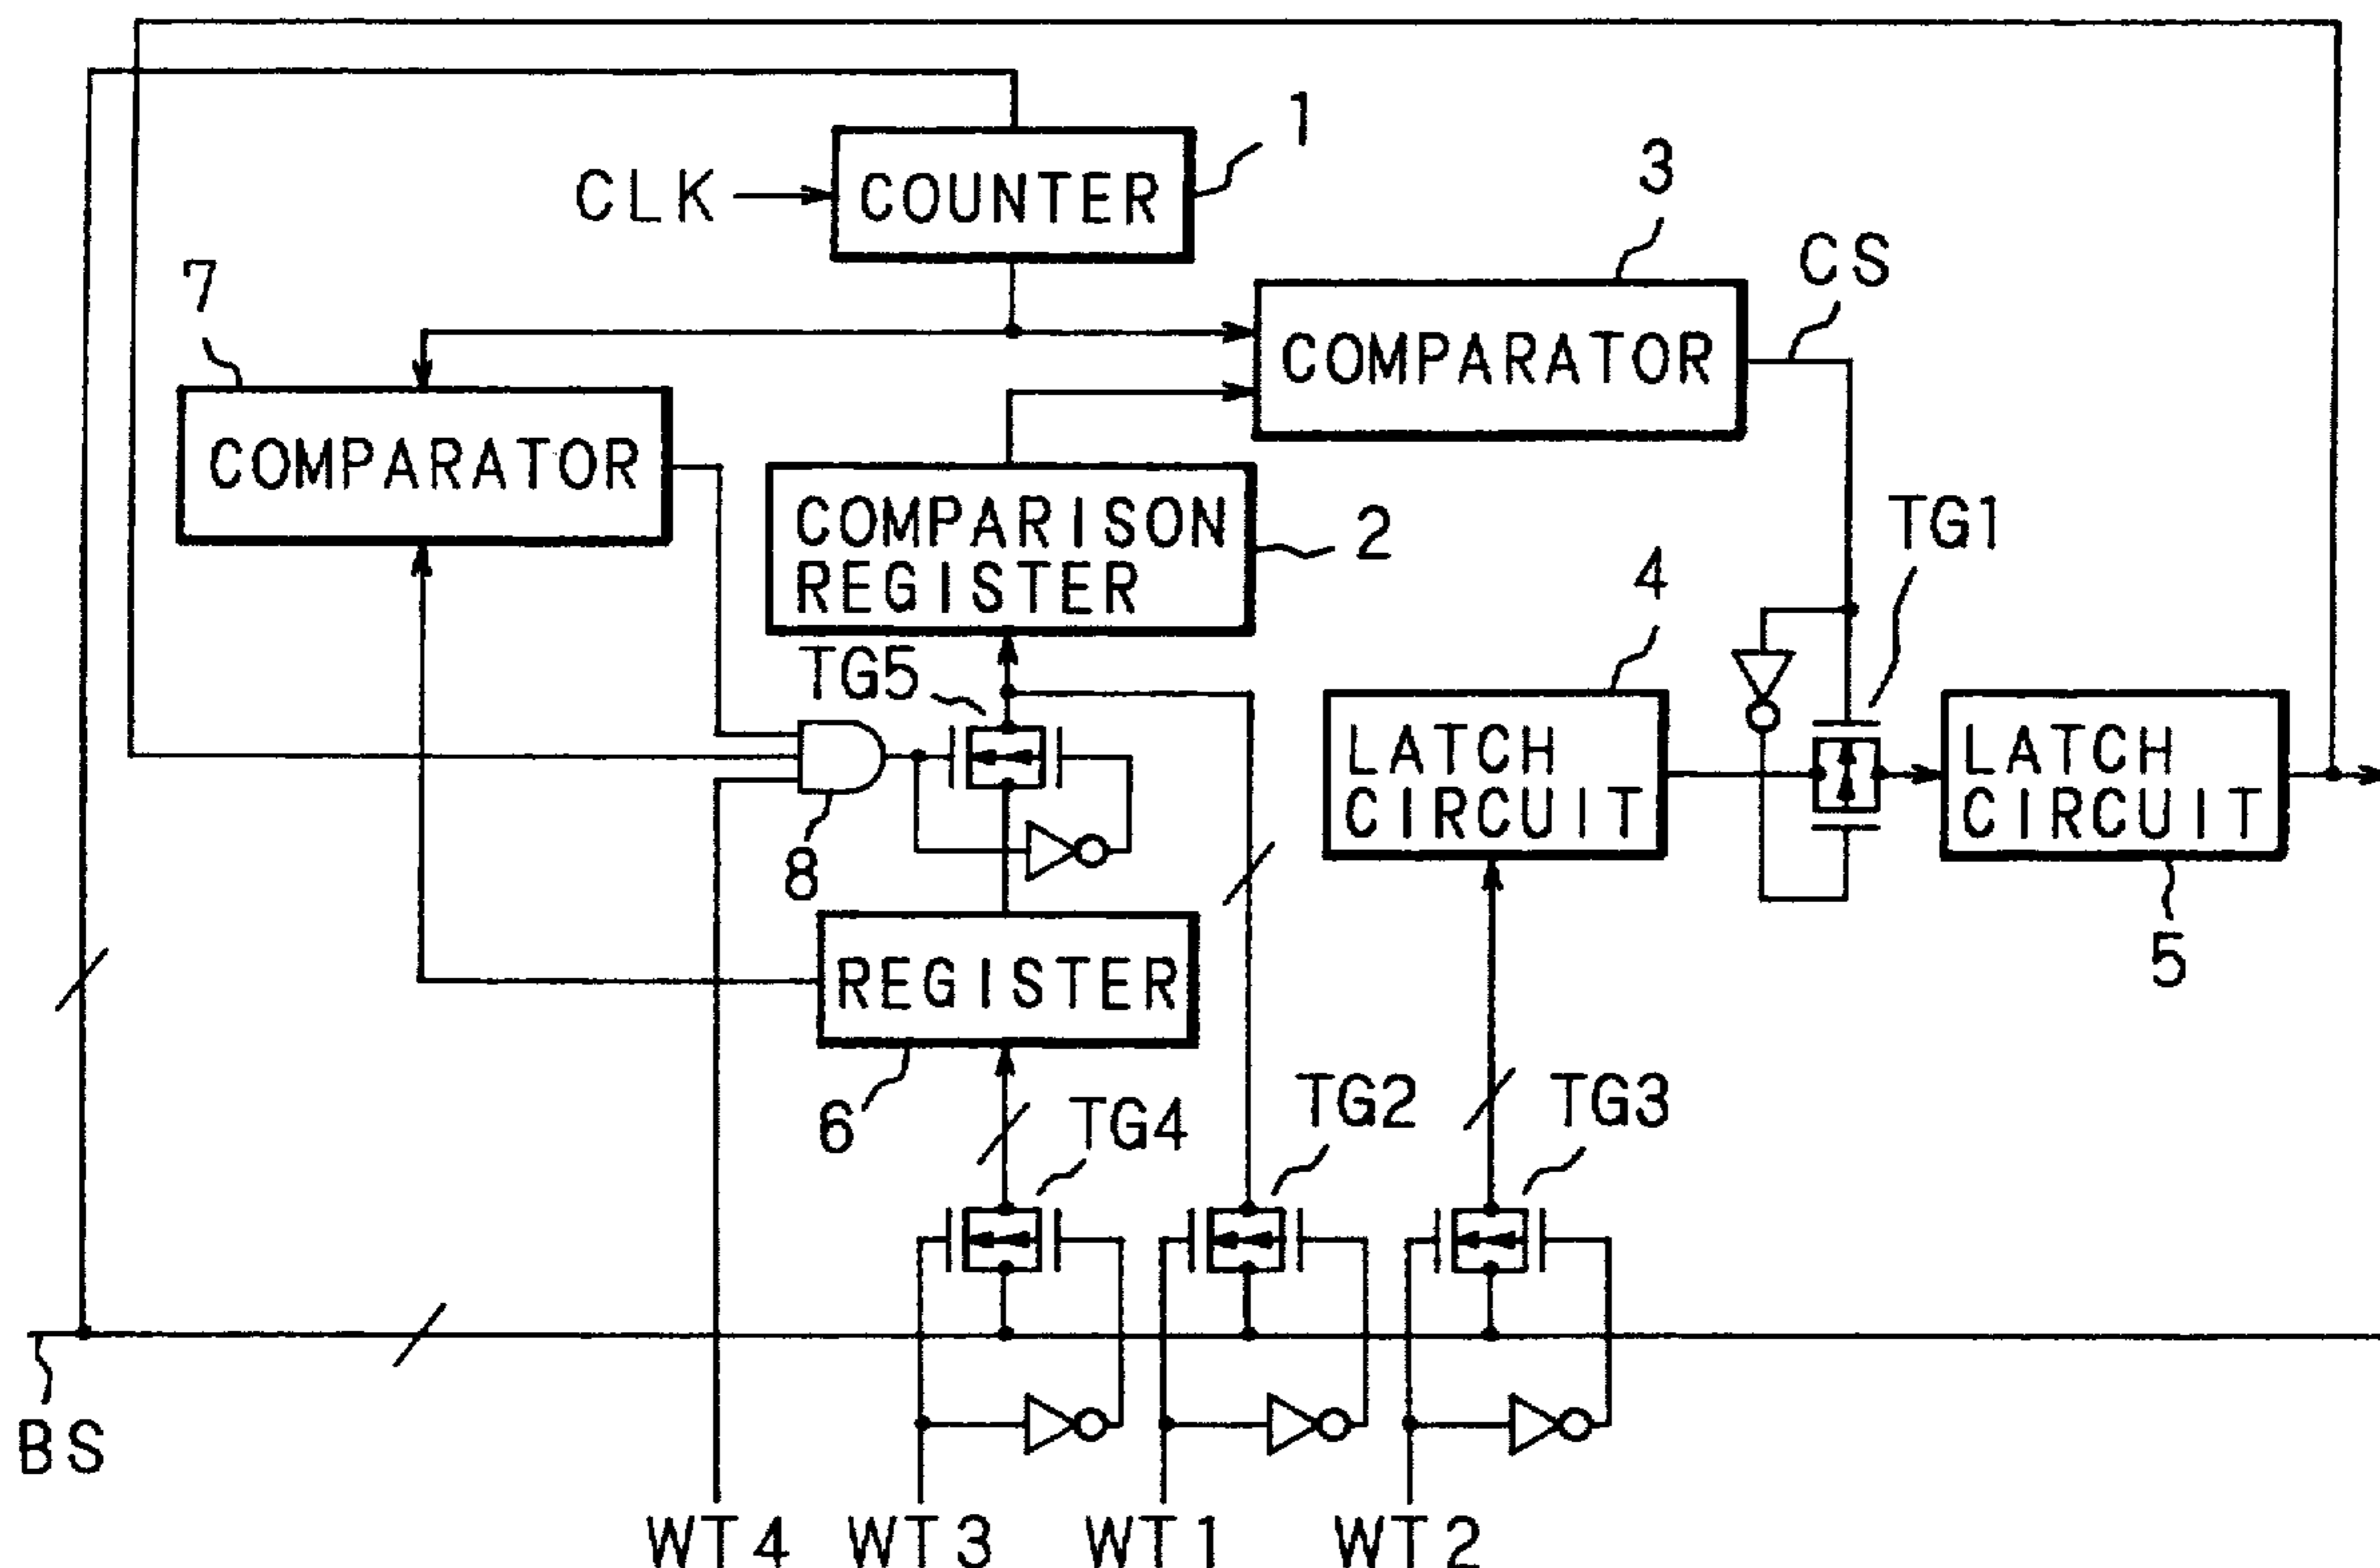 1
CLK
COUNTER
3
CS
7
COMPARATOR
COMPARATOR
COMPARISON
REGISTER
2
TG1
4
TG5
LATCH
CIRCUIT
LATCH
CIRCUIT
8
5
REGISTER
6
TG4
TG2
TG3
BS
WT4
WT3
WT1
WT2